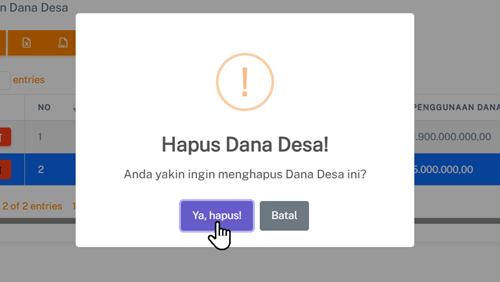 n Dana Desa
entries
NO
PENGGUNAAN DANA
1
.900.000.000,00
2
5.000.000,00
2 of 2 entries
!
Hapus Dana Desa!
Anda yakin ingin menghapus Dana Desa ini?
Ya, hapus!
Batal